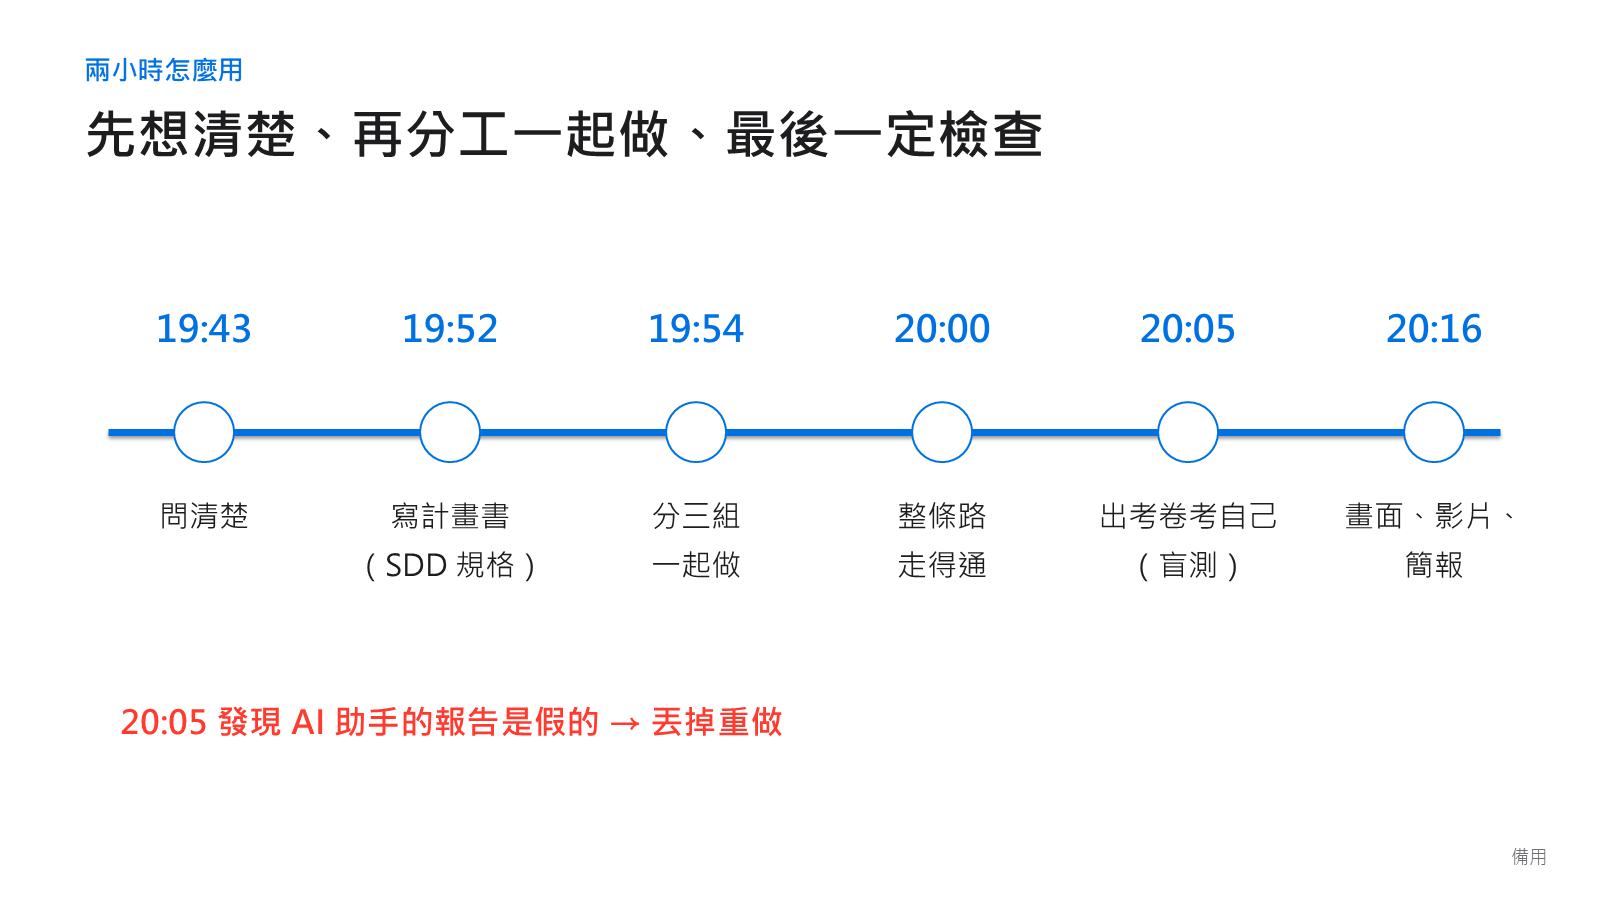 兩小時怎麼用
先想清楚、再分工一起做、最後一定檢查
19:43
19:52
19:54
20:00
20:05
20:16
問清楚
寫計畫書
（SDD 規格）
分三組
一起做
整條路
走得通
出考卷考自己
（盲測）
畫面、影片、
簡報
20:05 發現 AI 助手的報告是假的 → 丟掉重做
備用